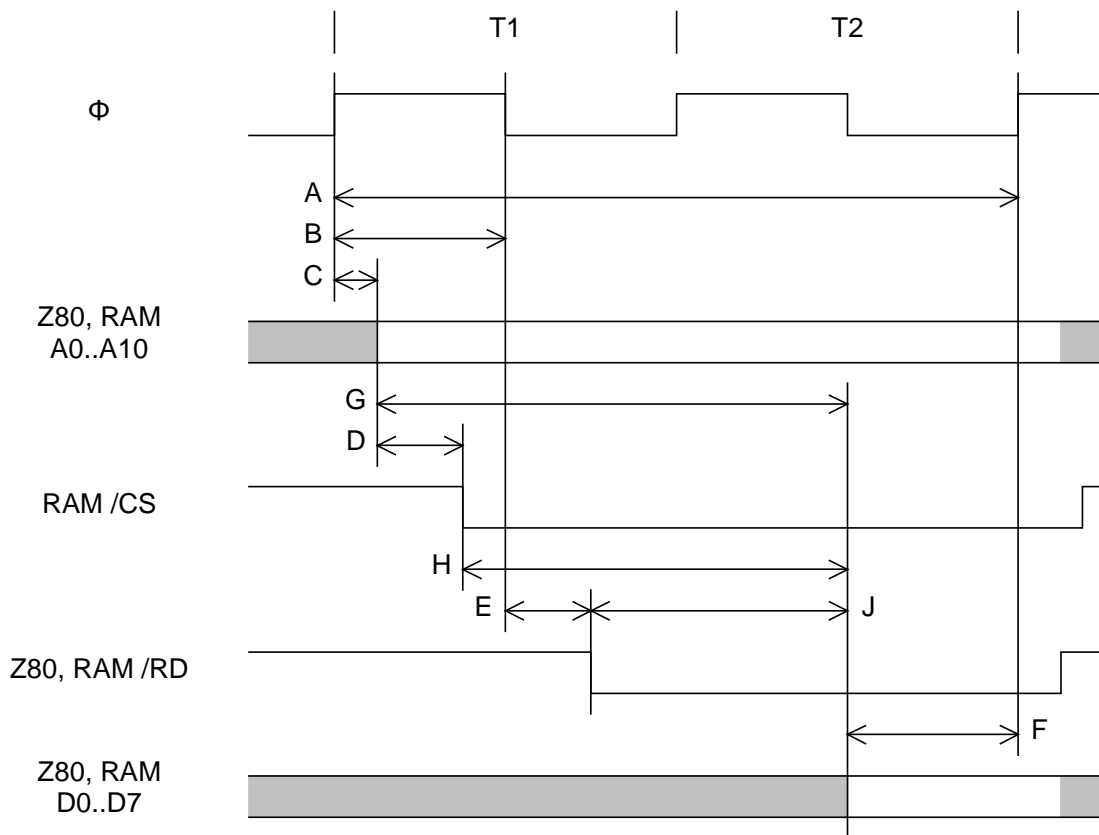 T1
T2
Φ
A
B
C
Z80, RAM
A0..A10
G
D
RAM /CS
H
E
J
Z80, RAM /RD
F
Z80, RAM
D0..D7